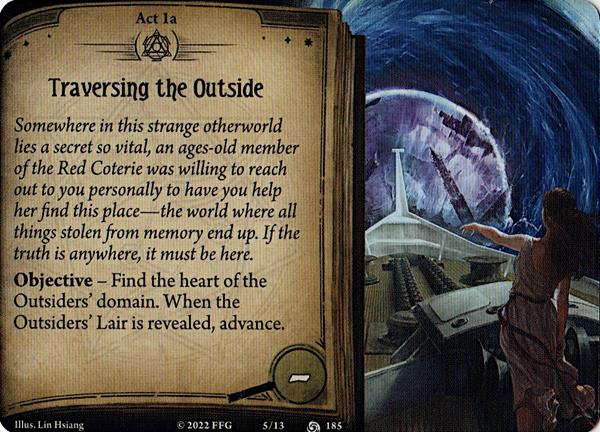 Act 1a
Traversing the Outside
Somewhere in this strange otherworld
lies a secret so vital, an ages-old member
of the Red Coterie was willing to reach
out to you personally to have you help
her find this place—the world where all
things stolen from memory end up. If the
truth is anywhere, it must be here.
Objective – Find the heart of the
Outsiders’ domain. When the
Outsiders’ Lair is revealed, advance.
–
Illus. Lin Hsiang © 2022 FFG 5/13 185